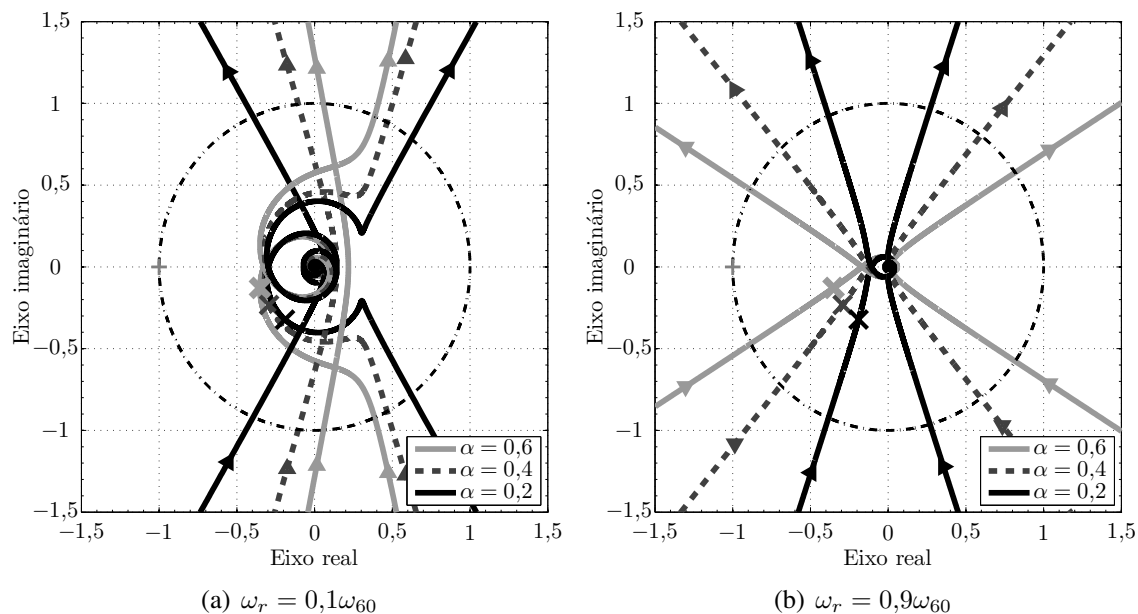 1,5
1
0,5
0
−0,5
−1
−1,5
Eixo imaginário
−1,5 −1 −0,5 0 0,5 1 1,5
Eixo real
α = 0,6
α = 0,4
α = 0,2
(a) ω_r = 0,1ω_60
1,5
1
0,5
0
−0,5
−1
−1,5
Eixo imaginário
−1,5 −1 −0,5 0 0,5 1 1,5
Eixo real
α = 0,6
α = 0,4
α = 0,2
(b) ω_r = 0,9ω_60